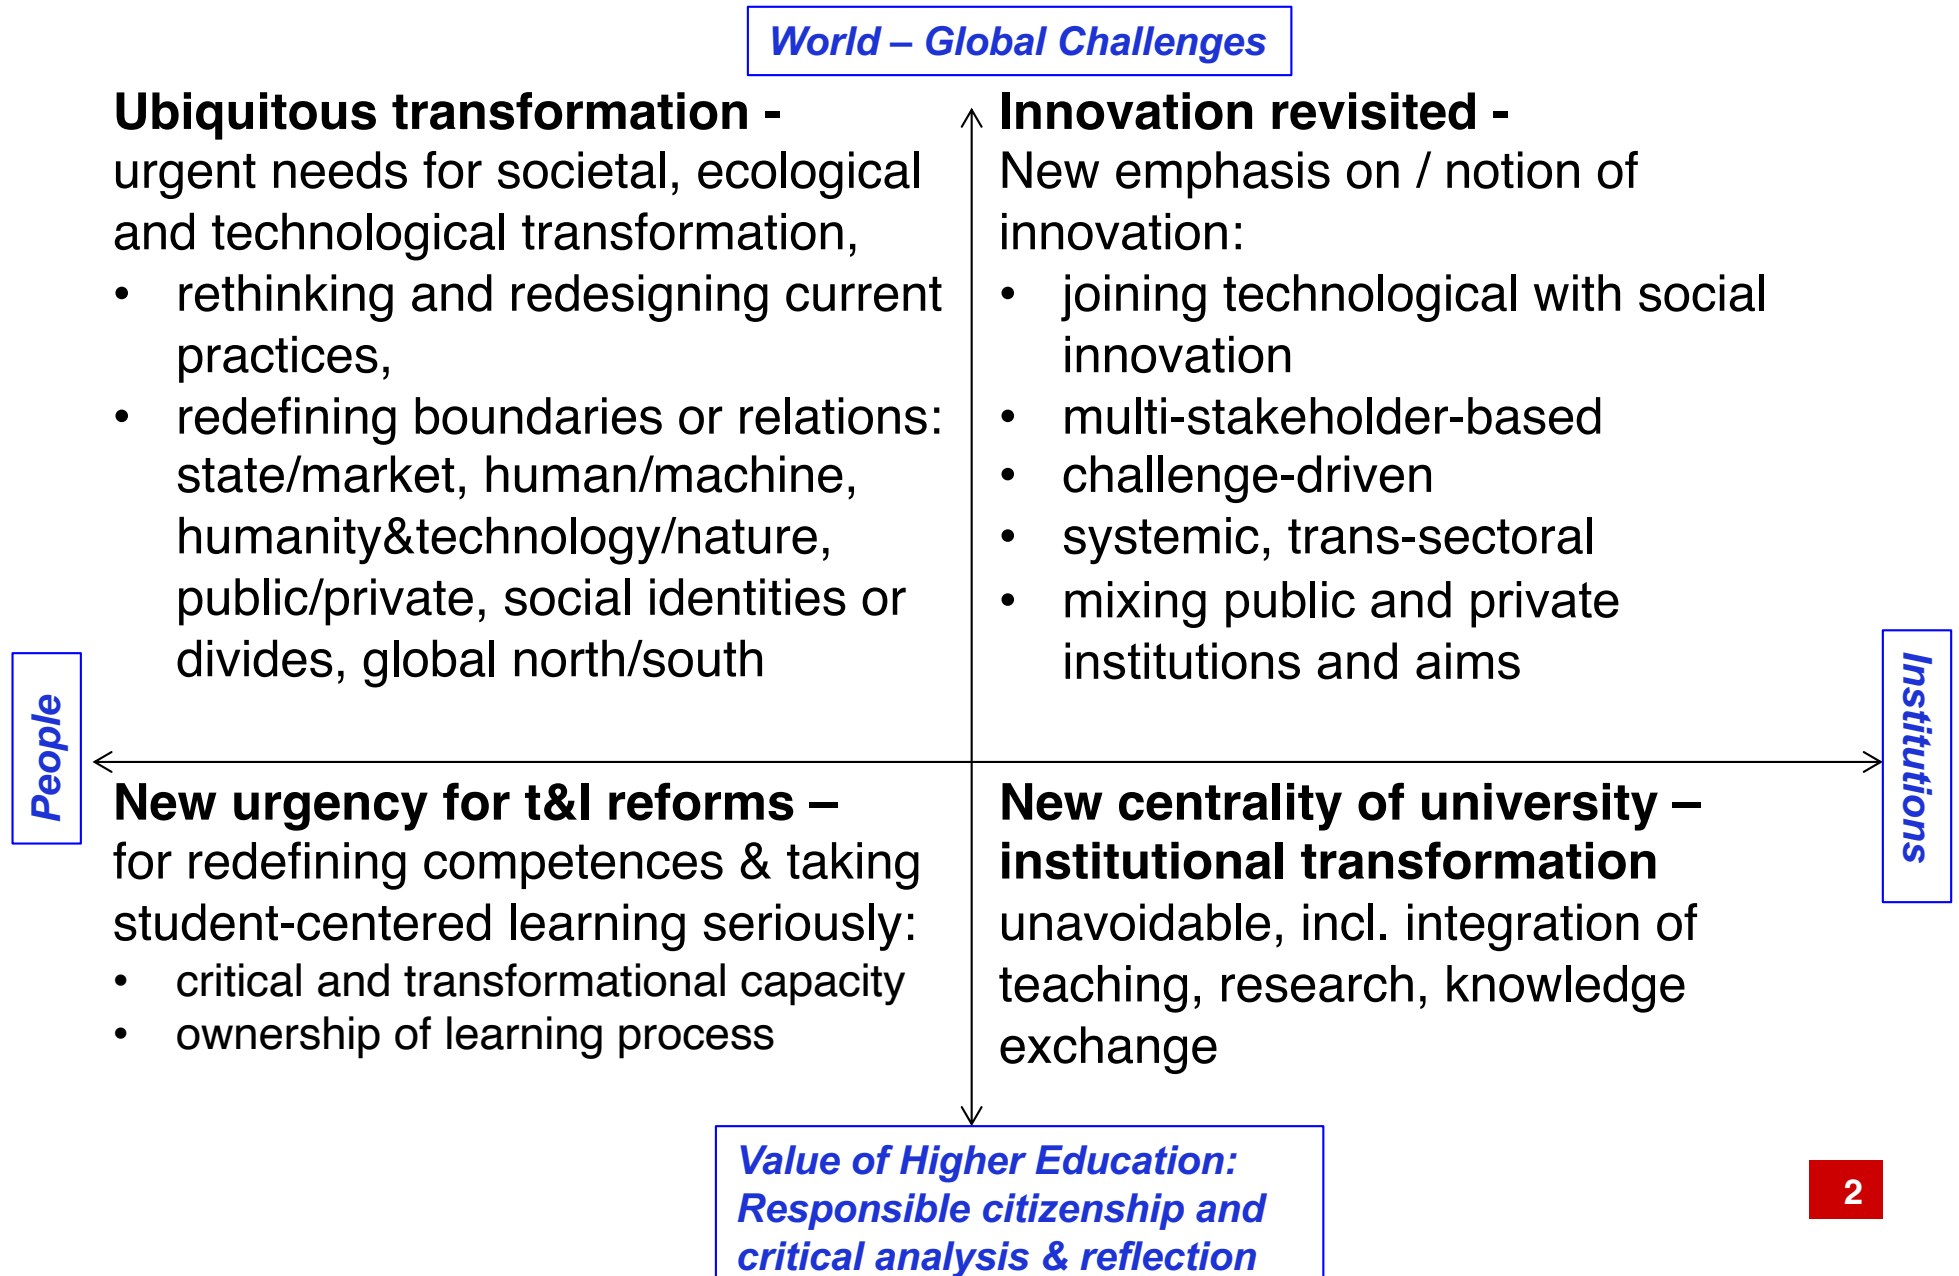 World – Global Challenges
Ubiquitous transformation -
urgent needs for societal, ecological
and technological transformation,
• rethinking and redesigning current
practices,
• redefining boundaries or relations:
state/market, human/machine,
humanity&technology/nature,
public/private, social identities or
divides, global north/south
Innovation revisited -
New emphasis on / notion of
innovation:
• joining technological with social
innovation
• multi-stakeholder-based
• challenge-driven
• systemic, trans-sectoral
• mixing public and private
institutions and aims
People
Institutions
New urgency for t&l reforms –
for redefining competences & taking
student-centered learning seriously:
• critical and transformational capacity
• ownership of learning process
New centrality of university –
institutional transformation
unavoidable, incl. integration of
teaching, research, knowledge
exchange
Value of Higher Education:
Responsible citizenship and
critical analysis & reflection
2